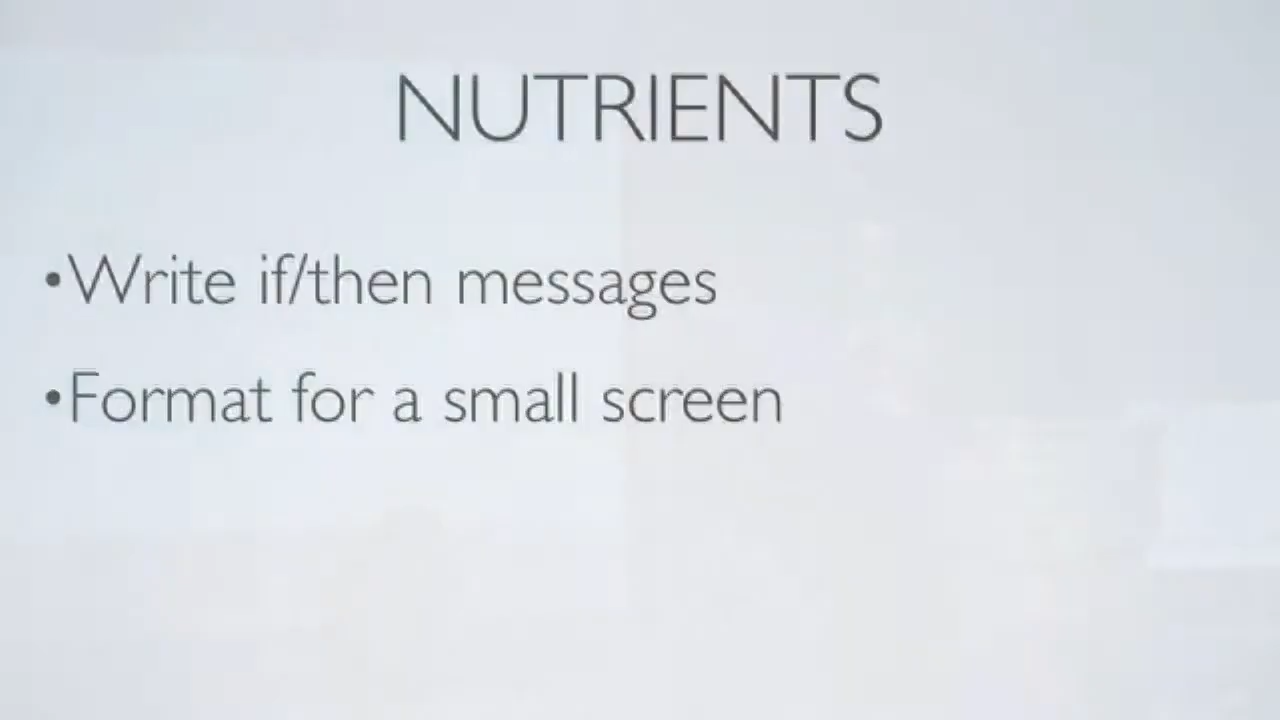 NUTRIENTS
•Write if/then messages
•Format for a small screen